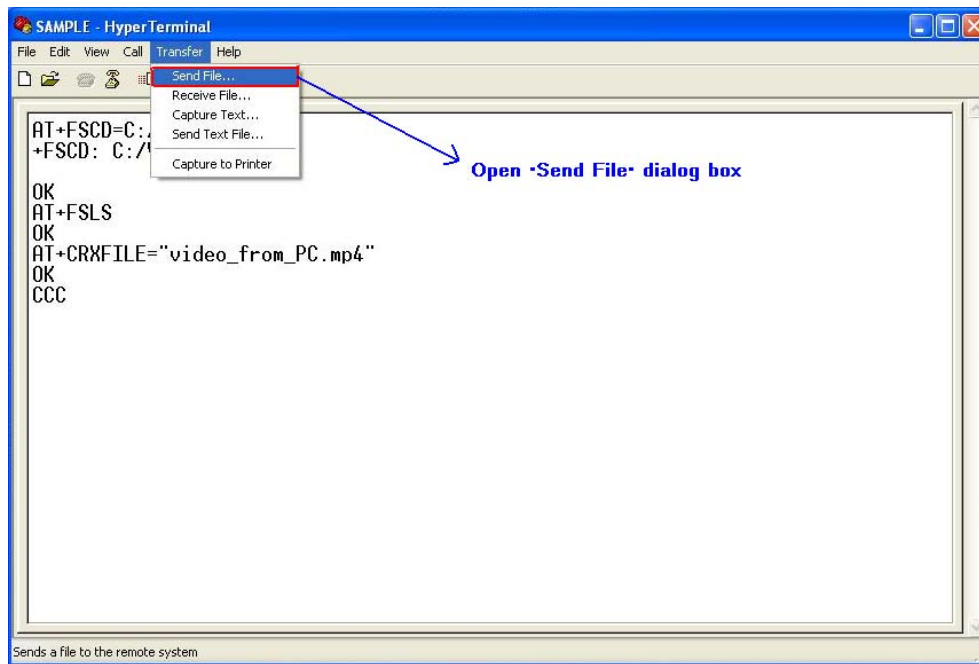 SAMPLE - HyperTerminal
File Edit View Call Transfer Help
Send File...
Receive File...
Capture Text...
Send Text File...
Capture to Printer
AT+FSCD=C:/
+FSCD: C:/
Open "Send File" dialog box
OK
AT+FSLS
OK
AT+CRXFILE="video_from_PC.mp4"
OK
CCC
Sends a file to the remote system